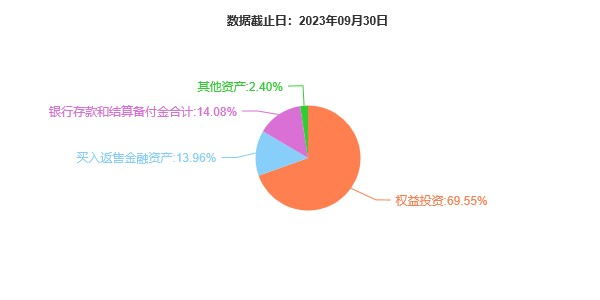 数据截止日：2023年09月30日
其他资产:2.40%
银行存款和结算备付金合计:14.08%
买入返售金融资产:13.96%
权益投资:69.55%